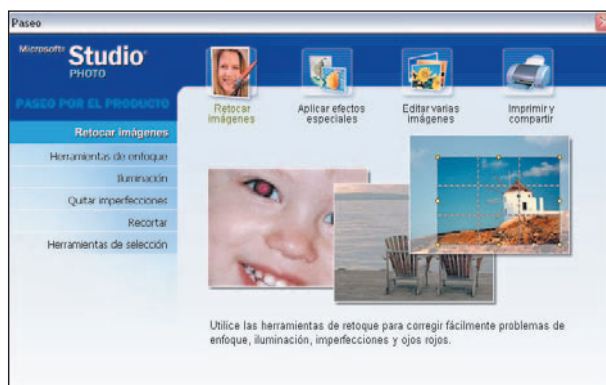 Paseo
Microsoft®
Studio®
PHOTO
PASEO POR EL PRODUCTO
Retocar imágenes
Herramientas de enfoque
Iluminación
Quitar imperfecciones
Recortar
Herramientas de selección
Retocar
imágenes
Aplicar efectos
especiales
Editar varias
imágenes
Imprimir y
compartir
Utilice las herramientas de retoque para corregir fácilmente problemas de
enfoque, iluminación, imperfecciones y ojos rojos.